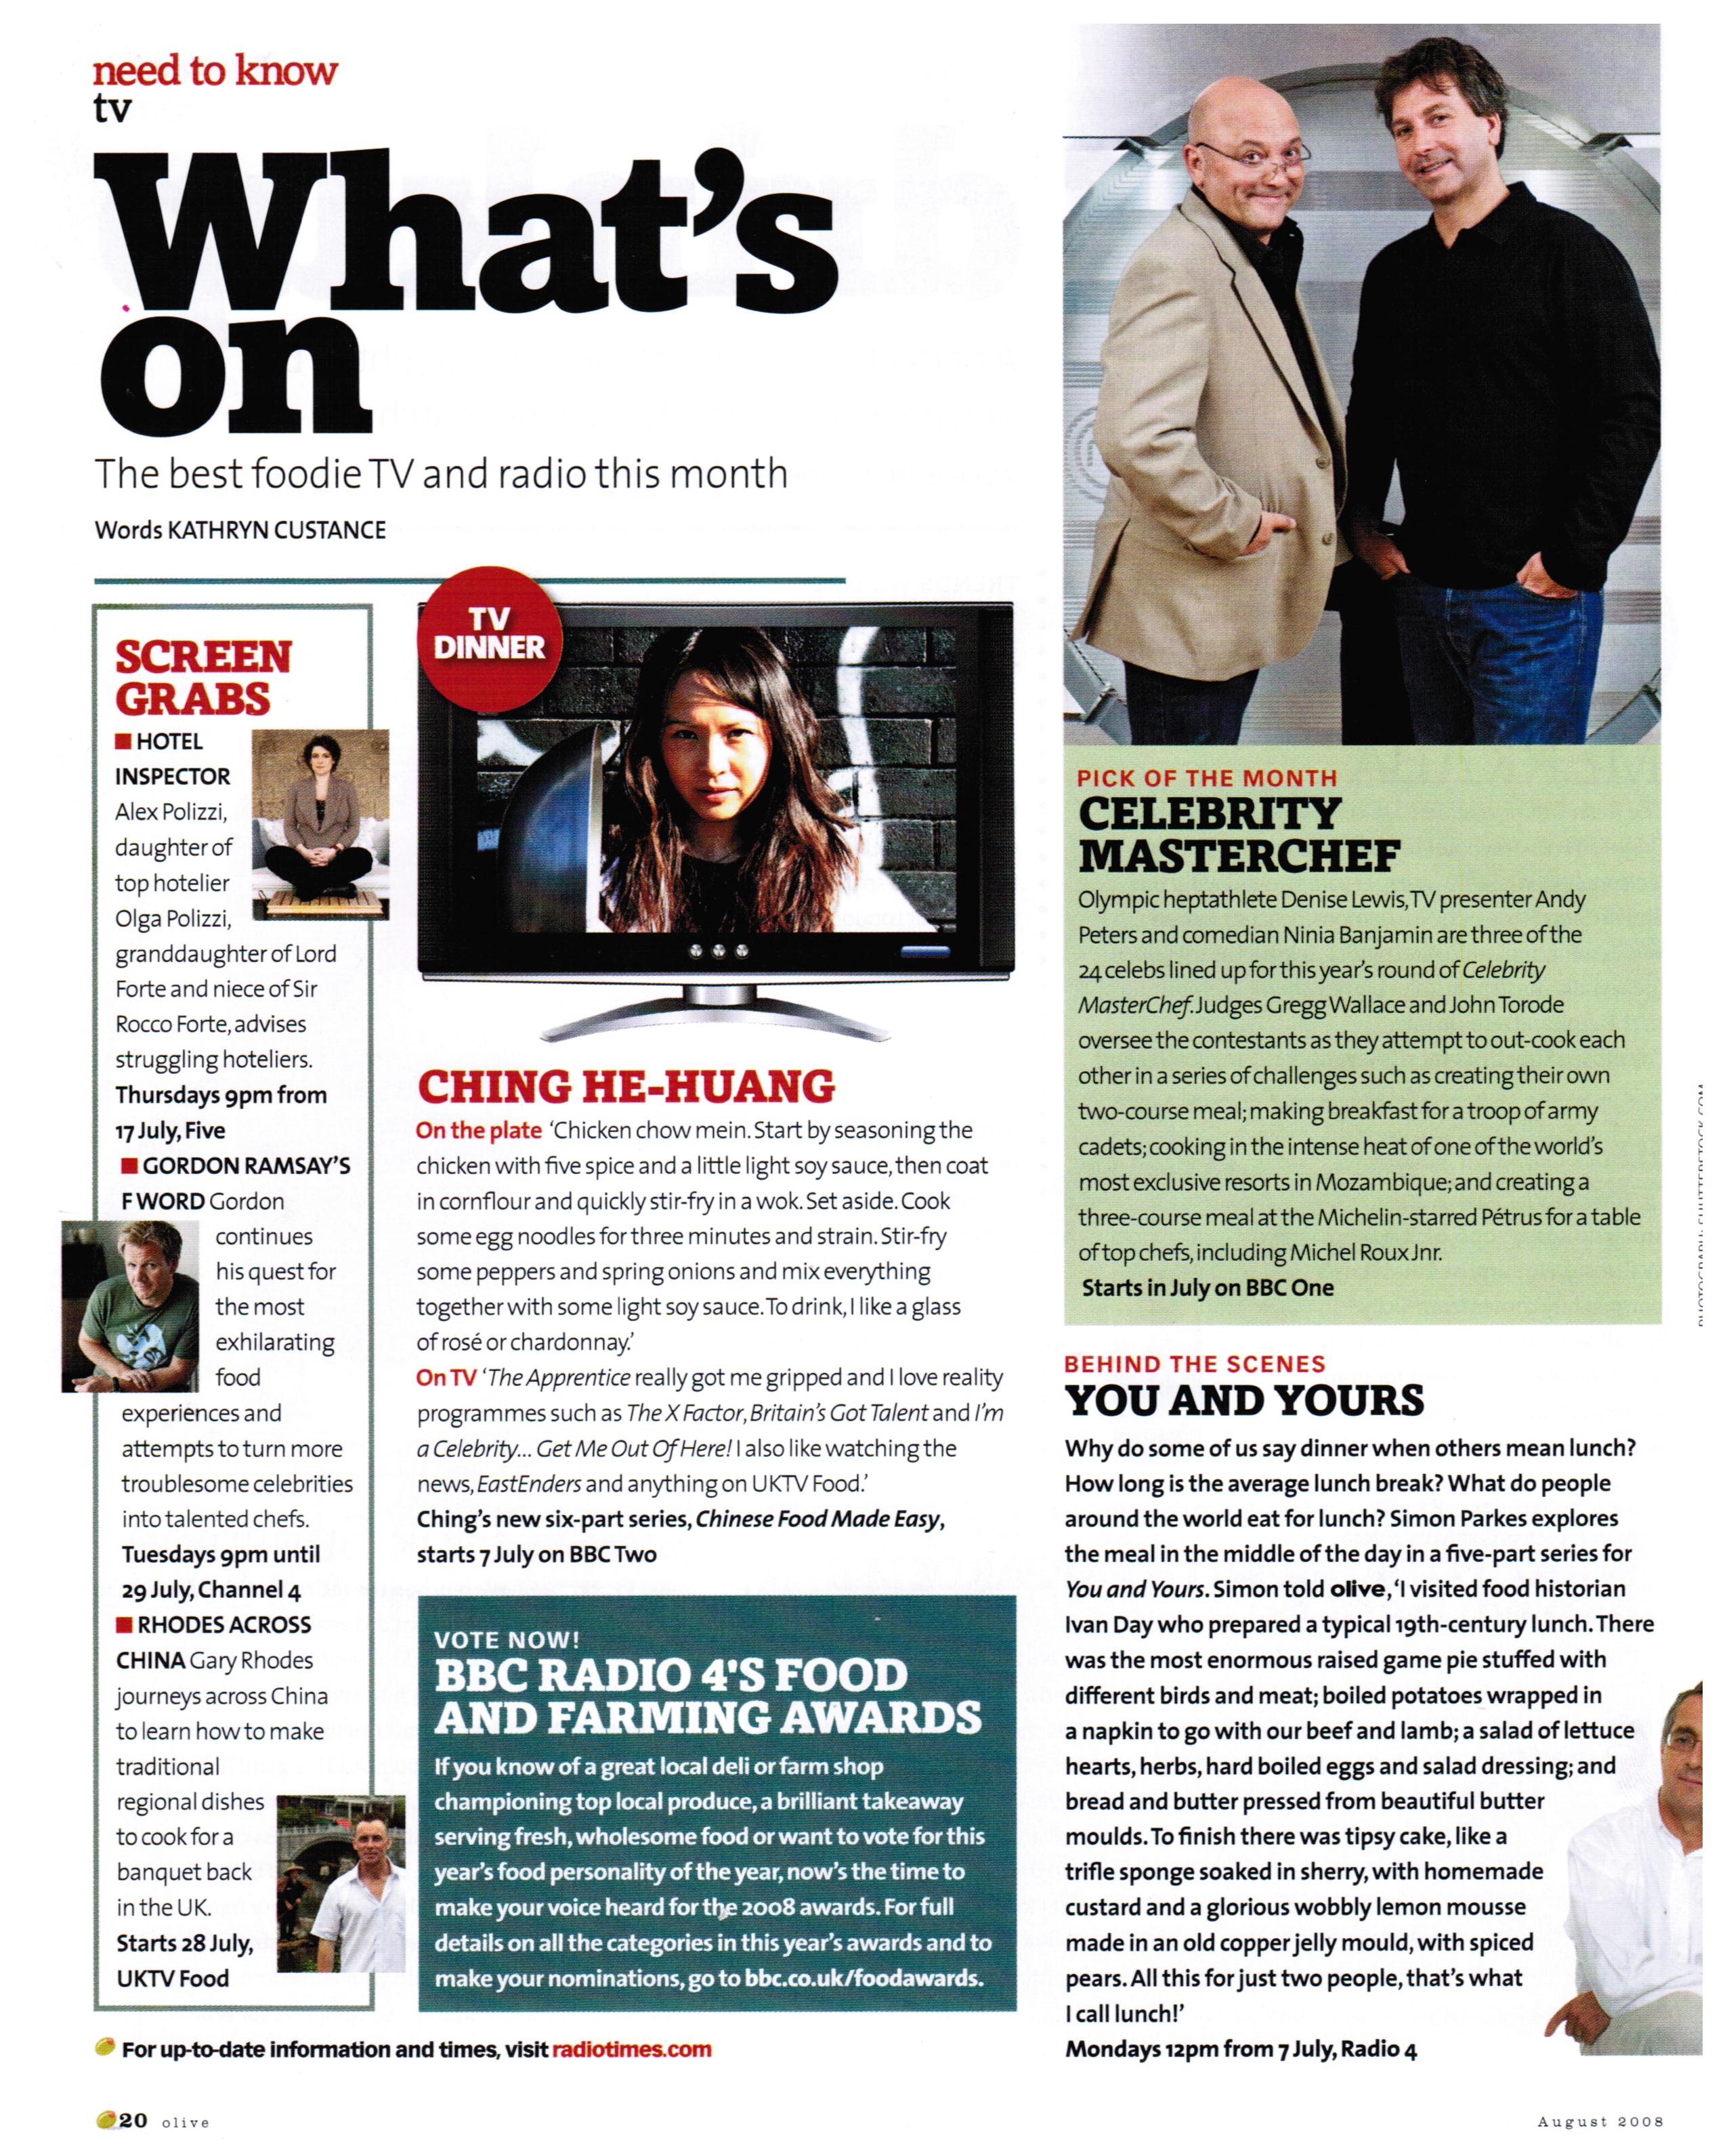 need to know
tv
What's
on
The best foodie TV and radio this month
Words KATHRYN CUSTANCE
SCREEN
GRABS
■ HOTEL
INSPECTOR
Alex Polizzi,
daughter of
top hotelier
Olga Polizzi,
granddaughter of Lord
Forte and niece of Sir
Rocco Forte, advises
struggling hoteliers.
Thursdays 9pm from
17 July, Five
■ GORDON RAMSAY'S
F WORD Gordon
continues
his quest for
the most
exhilarating
food
experiences and
attempts to turn more
troublesome celebrities
into talented chefs.
Tuesdays 9pm until
29 July, Channel 4
■ RHODES ACROSS
CHINA Gary Rhodes
journeys across China
to learn how to make
traditional
regional dishes
to cook for a
banquet back
in the UK.
Starts 28 July,
UKTV Food
TV
DINNER
CHING HE-HUANG
On the plate 'Chicken chow mein. Start by seasoning the
chicken with five spice and a little light soy sauce, then coat
in cornflour and quickly stir-fry in a wok. Set aside. Cook
some egg noodles for three minutes and strain. Stir-fry
some peppers and spring onions and mix everything
together with some light soy sauce. To drink, I like a glass
of rosé or chardonnay.'
On TV 'The Apprentice really got me gripped and I love reality
programmes such as The X Factor, Britain's Got Talent and I'm
a Celebrity... Get Me Out Of Here! I also like watching the
news, EastEnders and anything on UKTV Food.'
Ching's new six-part series, Chinese Food Made Easy,
starts 7 July on BBC Two
VOTE NOW!
BBC RADIO 4'S FOOD
AND FARMING AWARDS
If you know of a great local deli or farm shop
championing top local produce, a brilliant takeaway
serving fresh, wholesome food or want to vote for this
year's food personality of the year, now's the time to
make your voice heard for the 2008 awards. For full
details on all the categories in this year's awards and to
make your nominations, go to bbc.co.uk/foodawards.
PICK OF THE MONTH
CELEBRITY
MASTERCHEF
Olympic heptathlete Denise Lewis, TV presenter Andy
Peters and comedian Ninia Banjamin are three of the
24 celebs lined up for this year's round of Celebrity
MasterChef. Judges Gregg Wallace and John Torode
oversee the contestants as they attempt to out-cook each
other in a series of challenges such as creating their own
two-course meal; making breakfast for a troop of army
cadets; cooking in the intense heat of one of the world's
most exclusive resorts in Mozambique; and creating a
three-course meal at the Michelin-starred Pétrus for a table
of top chefs, including Michel Roux Jnr.
Starts in July on BBC One
BEHIND THE SCENES
YOU AND YOURS
Why do some of us say dinner when others mean lunch?
How long is the average lunch break? What do people
around the world eat for lunch? Simon Parkes explores
the meal in the middle of the day in a five-part series for
You and Yours. Simon told olive, 'I visited food historian
Ivan Day who prepared a typical 19th-century lunch. There
was the most enormous raised game pie stuffed with
different birds and meat; boiled potatoes wrapped in
a napkin to go with our beef and lamb; a salad of lettuce
hearts, herbs, hard boiled eggs and salad dressing; and
bread and butter pressed from beautiful butter
moulds. To finish there was tipsy cake, like a
trifle sponge soaked in sherry, with homemade
custard and a glorious wobbly lemon mousse
made in an old copper jelly mould, with spiced
pears. All this for just two people, that's what
I call lunch!'
Mondays 12pm from 7 July, Radio 4
For up-to-date information and times, visit radiotimes.com
20 olive
August 2008